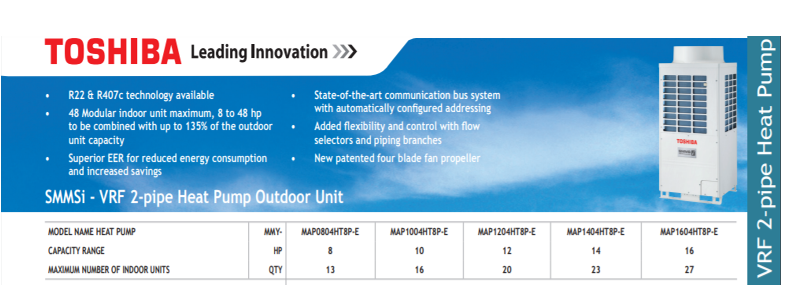 TOSHIBA Leading Innovation >>>
• R22 & R407c technology available
• 48 Modular indoor unit maximum, 8 to 48 hp
to be combined with up to 135% of the outdoor
unit capacity
• Superior EER for reduced energy consumption
and increased savings
• State-of-the-art communication bus system
with automatically configured addressing
• Added flexibility and control with flow
selectors and piping branches
• New patented four blade fan propeller
TOSHIBA
SMMSi - VRF 2-pipe Heat Pump Outdoor Unit
MODEL NAME HEAT PUMP MMY- MAP0804HT8P-E MAP1004HT8P-E MAP1204HT8P-E MAP1404HT8P-E MAP1604HT8P-E
CAPACITY RANGE HP 8 10 12 14 16
MAXIMUM NUMBER OF INDOOR UNITS QTY 13 16 20 23 27
VRF 2-pipe Heat Pump